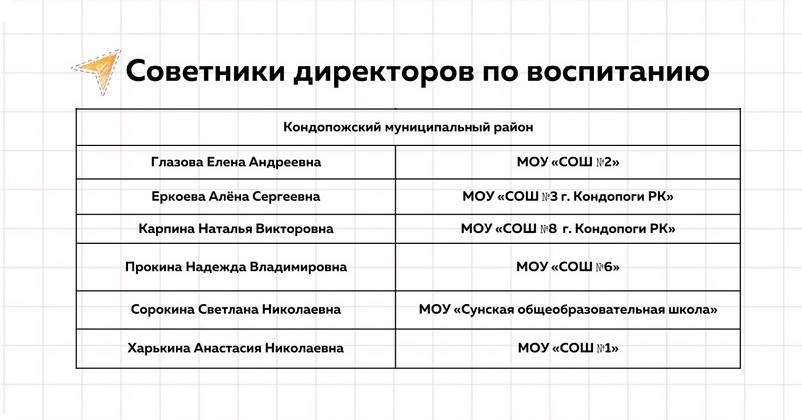 Советники директоров по воспитанию
Кондопожский муниципальный район
Глазова Елена Андреевна МОУ «СОШ №2»
Еркоева Алёна Сергеевна МОУ «СОШ №3 г. Кондопоги РК»
Карпина Наталья Викторовна МОУ «СОШ №8 г. Кондопоги РК»
Прокина Надежда Владимировна МОУ «СОШ №6»
Сорокина Светлана Николаевна МОУ «Сунская общеобразовательная школа»
Харькина Анастасия Николаевна МОУ «СОШ №1»